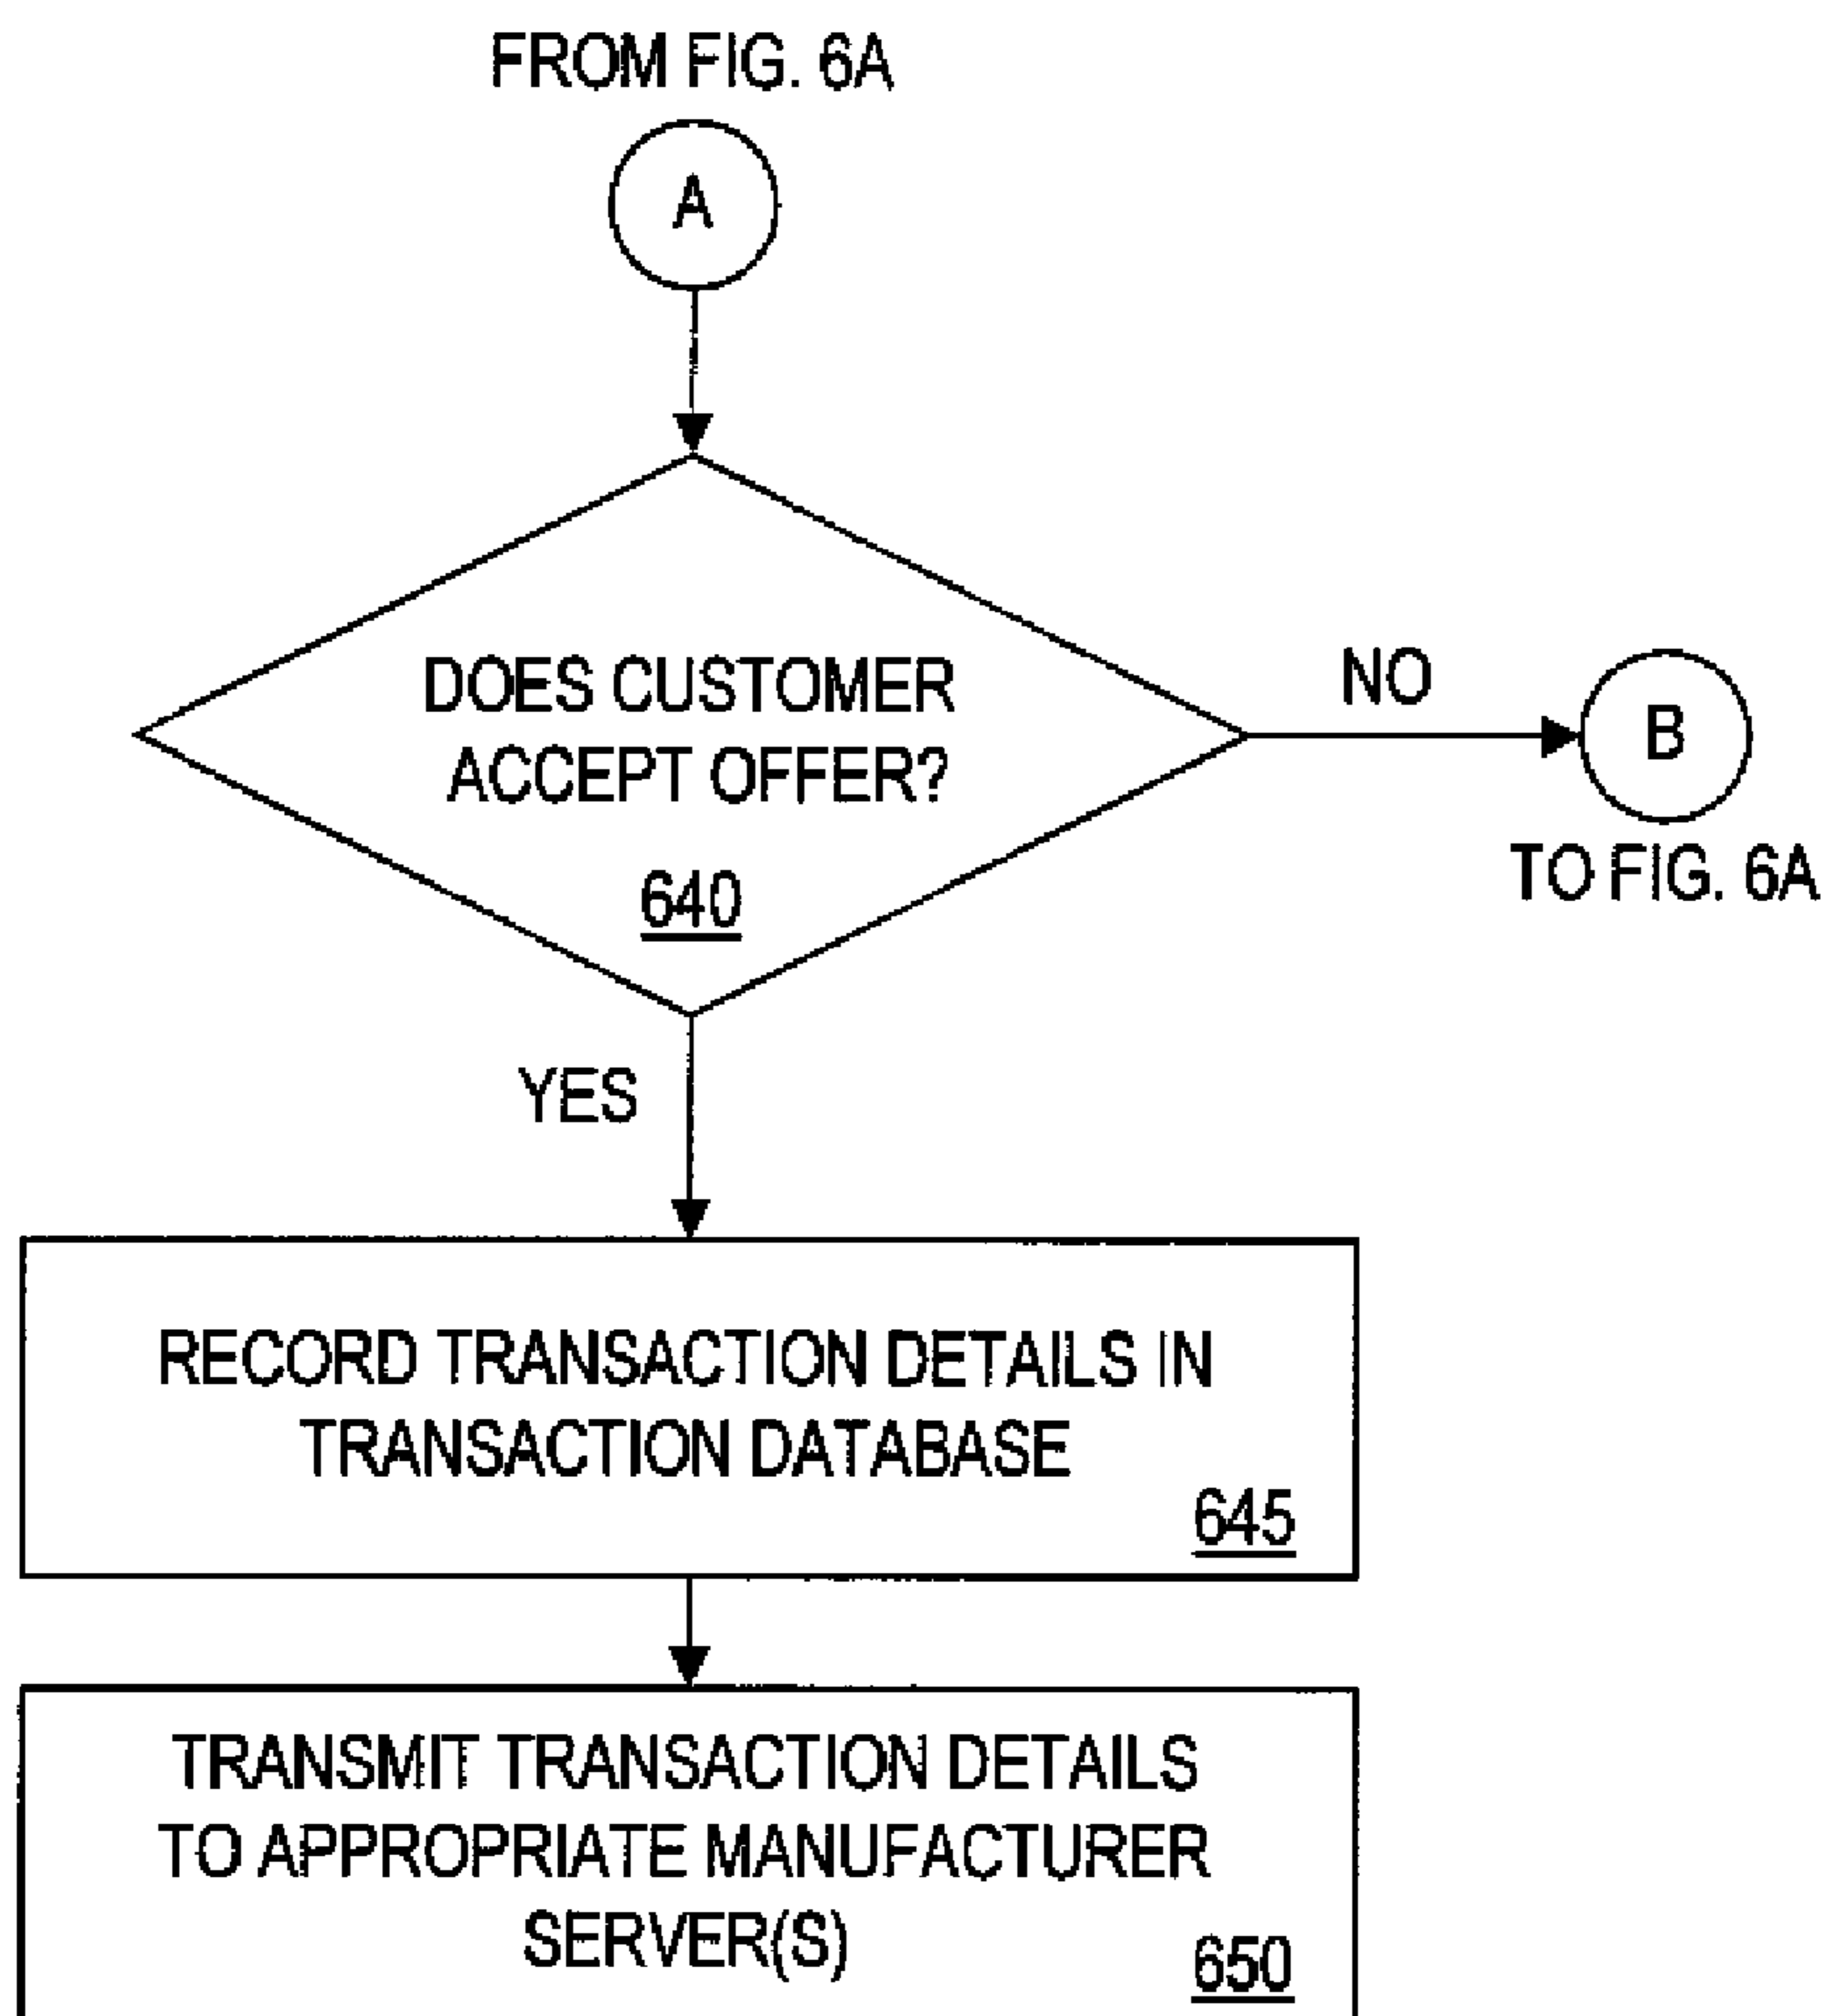 FROM FIG. 6A
A
DOES CUSTOMER
ACCEPT OFFER?
640
NO
B
TO FIG. 6A
YES
RECORD TRANSACTION DETAILS IN
TRANSACTION DATABASE
645
TRANSMIT TRANSACTION DETAILS
TO APPROPRIATE MANUFACTURER
SERVER(S)
650